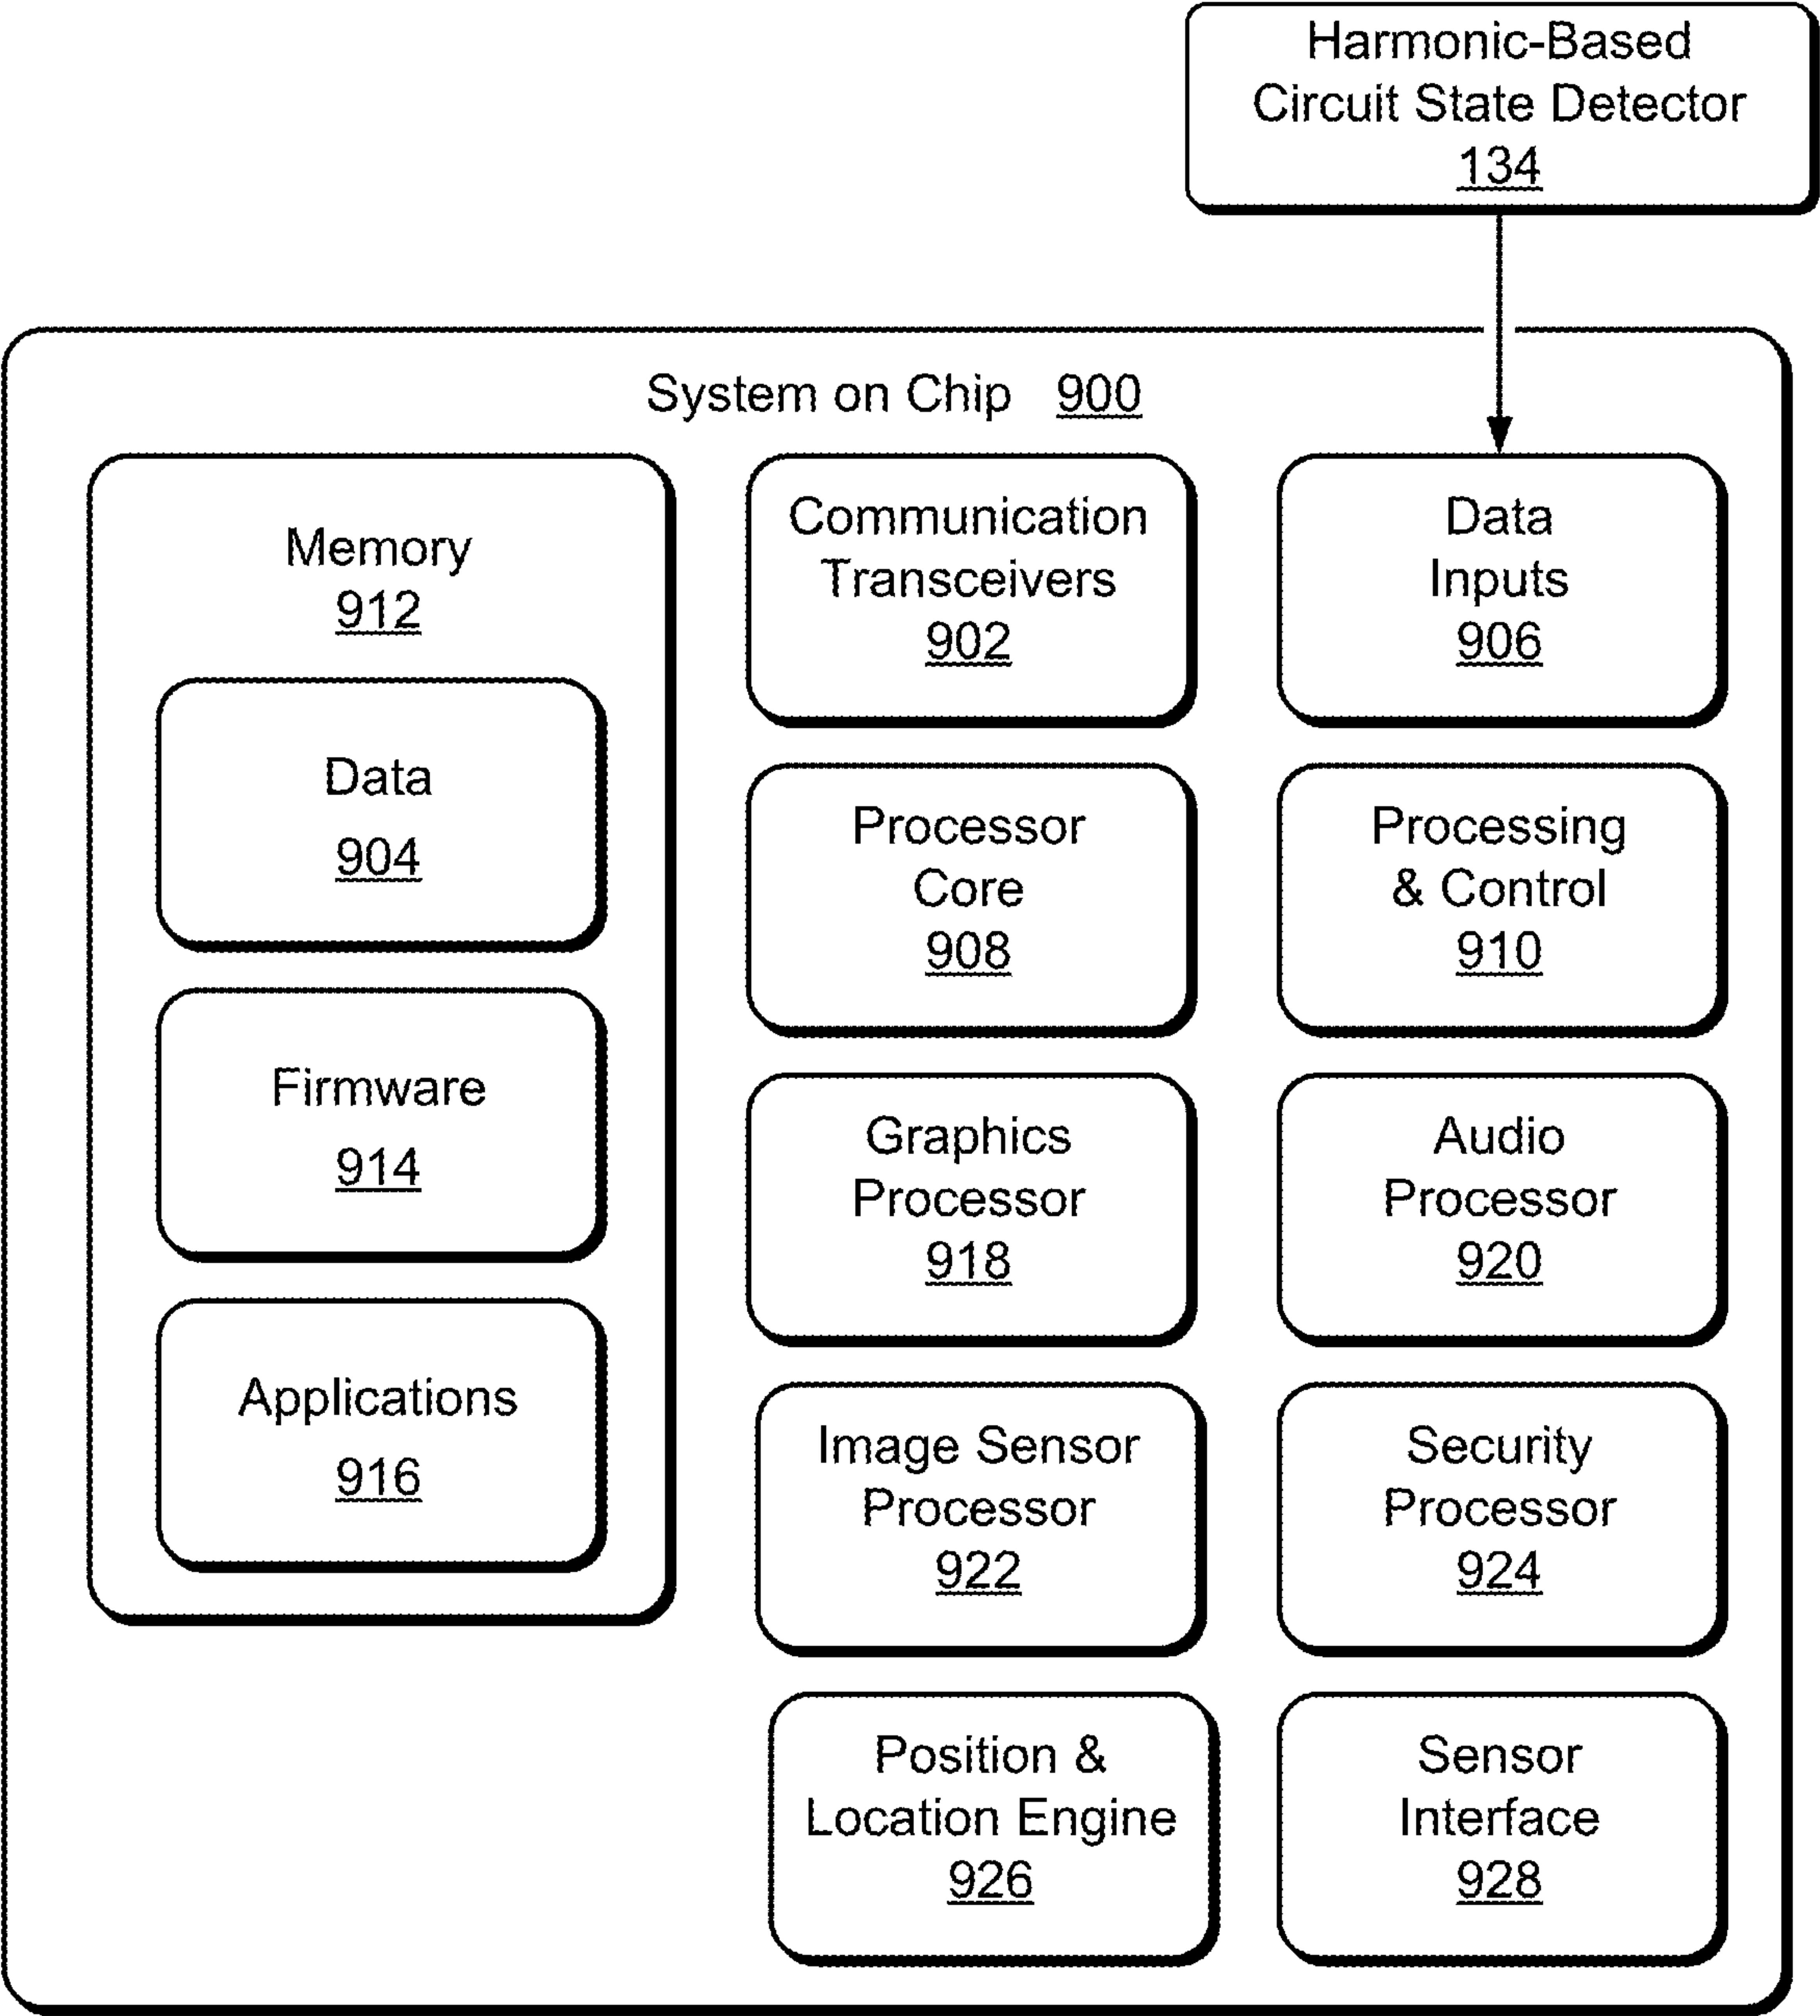 Harmonic-Based
Circuit State Detector
134
System on Chip 900
Memory
912
Data
904
Firmware
914
Applications
916
Communication
Transceivers
902
Data
Inputs
906
Processor
Core
908
Processing
& Control
910
Graphics
Processor
918
Audio
Processor
920
Image Sensor
Processor
922
Security
Processor
924
Position &
Location Engine
926
Sensor
Interface
928